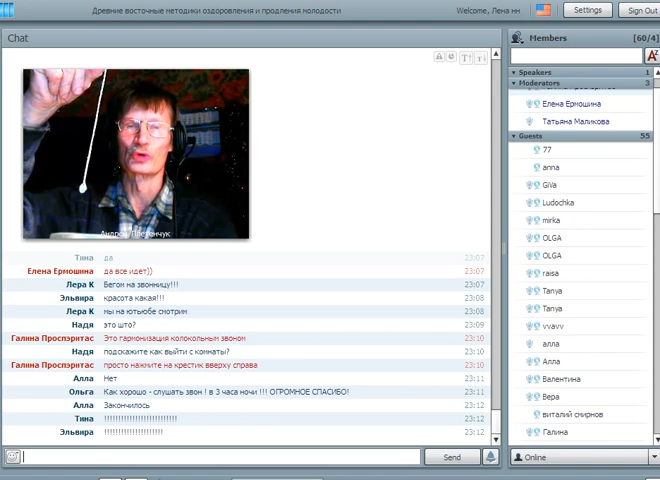 Древние восточные методики оздоровления и продления молодости
Welcome, Лена нн
Settings
Sign Out
Chat
Тина да 23:07
Елена Ермошина да все идет)) 23:07
Лера К Бегом на звонницу!!! 23:07
Эльвира красота какая!!! 23:08
Лера К мы на ютьюбе смотрим 23:08
Надя это што? 23:09
Галина Проспэритас Это гармонизация колокольным звоном 23:10
Надя подскажите как выйти с комнаты? 23:10
Галина Проспэритас просто нажмите на крестик вверху справа 23:10
Алла Нет 23:11
Ольга Как хорошо - слушать звон ! в 3 часа ночи !!! ОГРОМНОЕ СПАСИБО! 23:11
Алла Закончилось 23:12
Тина !!!!!!!!!!!!!!!!!!!!!!!!! 23:12
Эльвира !!!!!!!!!!!!!!!!!!!! 23:12
Send
Members [60/4]
Speakers 1
Moderators 3
Елена Ермошина
Татьяна Маликова
Guests 55
77
anna
GiVa
Ludochka
mirka
OLGA
OLGA
raisa
Tanya
Tanya
vvavv
алла
Алла
Валентина
Вера
виталий смирнов
Галина
Online